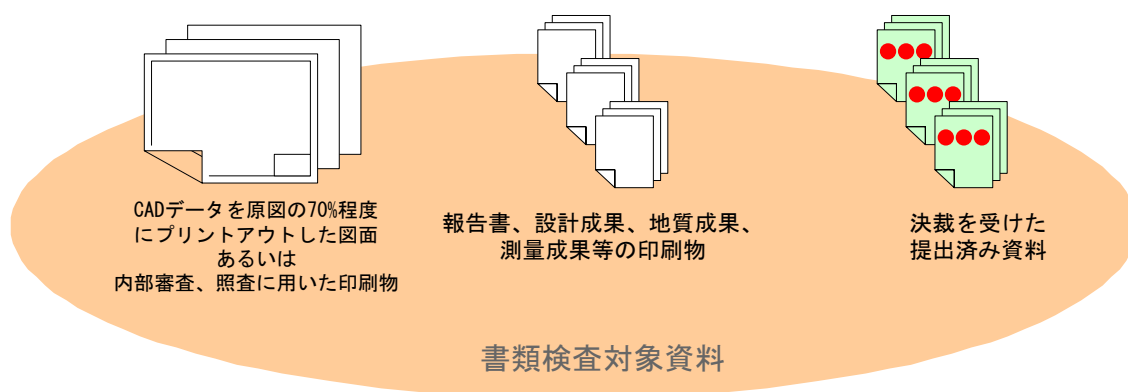 CADデータを原図の70%程度
にプリントアウトした図面
あるいは
内部審査、照査に用いた印刷物
報告書、設計成果、地質成果、
測量成果等の印刷物
決裁を受けた
提出済み資料
書類検査対象資料